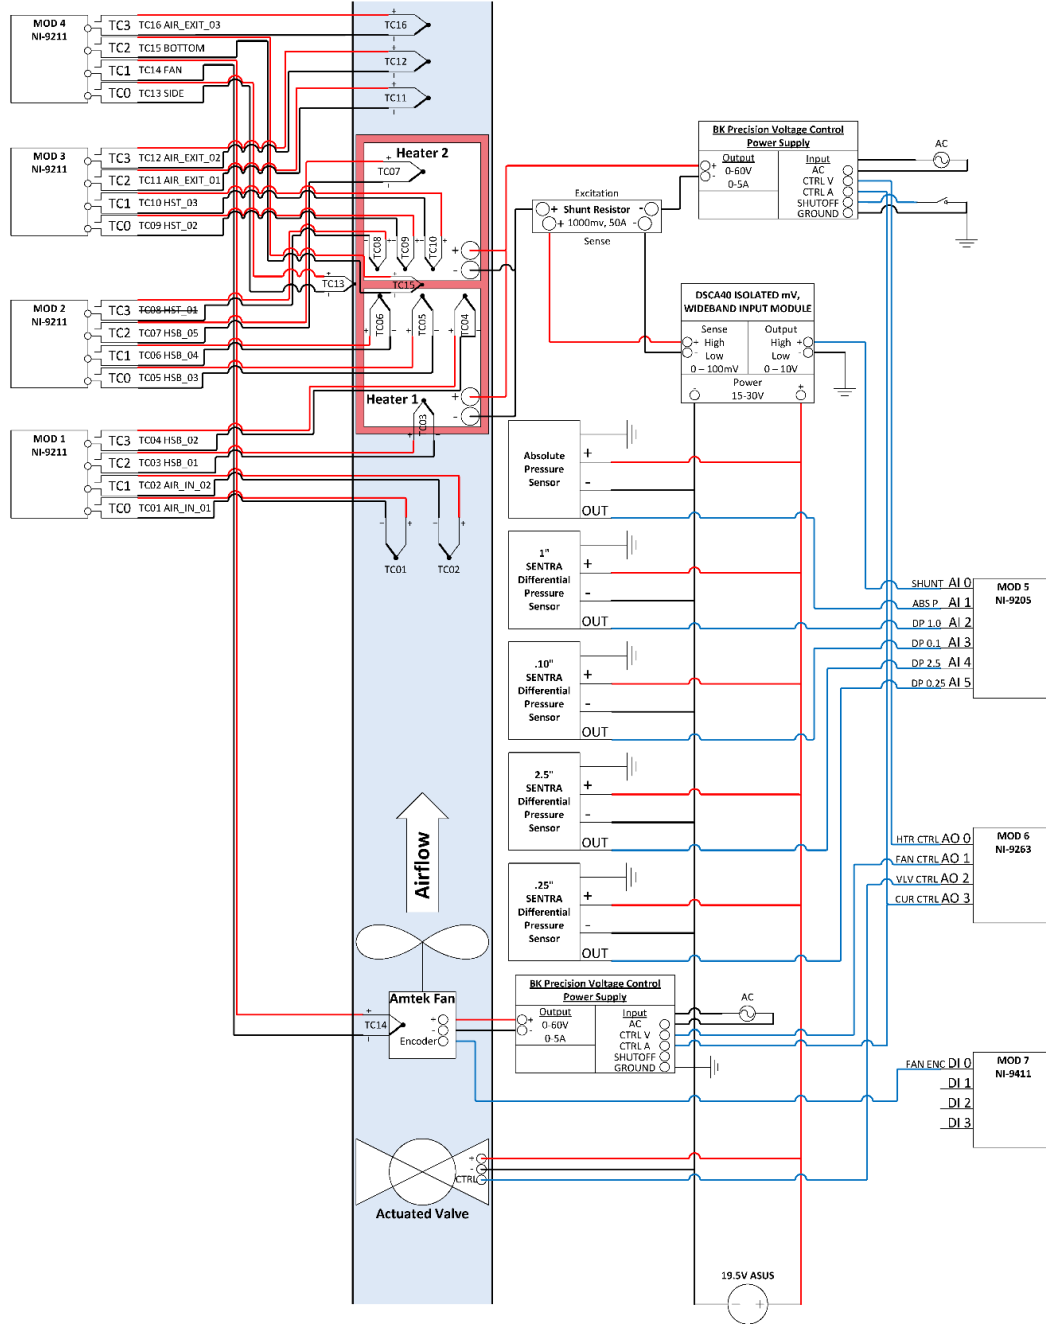 MOD 4
NI-9211
TC3 TC16 AIR_EXIT_03
TC2 TC15 BOTTOM
TC1 TC14 FAN
TC0 TC13 SIDE
MOD 3
NI-9211
TC3 TC12 AIR_EXIT_02
TC2 TC11 AIR_EXIT_01
TC1 TC10 HST_03
TC0 TC09 HST_02
MOD 2
NI-9211
TC3 TC08 HST_01
TC2 TC07 HSB_05
TC1 TC06 HSB_04
TC0 TC05 HSB_03
MOD 1
NI-9211
TC3 TC04 HSB_02
TC2 TC03 HSB_01
TC1 TC02 AIR_IN_02
TC0 TC01 AIR_IN_01
+
TC16
-
+
TC12
-
+
TC11
-
Heater 2
+
TC07
-
+ - + - + -
TC08 TC09 TC10
+
-
+
TC13
-
+
TC15
-
TC06 TC05 TC04
+ - + - + -
Heater 1
+
-
TC03
+ -
- + - +
TC01 TC02
Airflow
Amtek Fan
+
TC14
-
+
-
Encoder
+
-
CTRL
Actuated Valve
BK Precision Voltage Control
Power Supply
Output Input
+ 0-60V AC
- 0-5A CTRL V
CTRL A
SHUTOFF
GROUND
AC
Excitation
+ Shunt Resistor -
+ 1000mv, 50A -
Sense
DSCA40 ISOLATED mV,
WIDEBAND INPUT MODULE
Sense Output
+ High High +
- Low Low -
0 – 100mV 0 – 10V
Power
- 15-30V +
Absolute
Pressure
Sensor
+
-
OUT
1"
SENTRA
Differential
Pressure
Sensor
+
-
OUT
.10"
SENTRA
Differential
Pressure
Sensor
+
-
OUT
2.5"
SENTRA
Differential
Pressure
Sensor
+
-
OUT
.25"
SENTRA
Differential
Pressure
Sensor
+
-
OUT
BK Precision Voltage Control
Power Supply
Output Input
+ 0-60V AC
- 0-5A CTRL V
CTRL A
SHUTOFF
GROUND
AC
SHUNT AI 0
ABS P AI 1
DP 1.0 AI 2
DP 0.1 AI 3
DP 2.5 AI 4
DP 0.25 AI 5
MOD 5
NI-9205
HTR CTRL AO 0
FAN CTRL AO 1
VLV CTRL AO 2
CUR CTRL AO 3
MOD 6
NI-9263
FAN ENC DI 0
DI 1
DI 2
DI 3
MOD 7
NI-9411
19.5V ASUS
- +